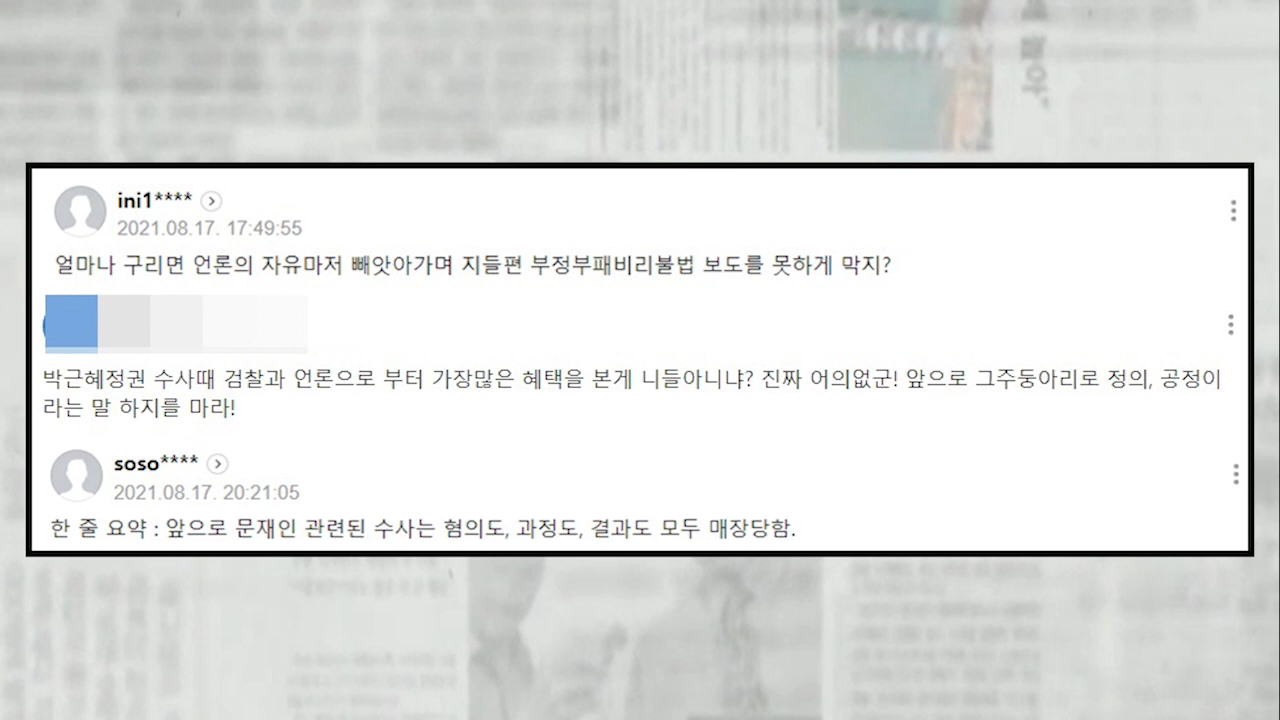 ini1****
2021.08.17. 17:49:55
얼마나 구리면 언론의 자유마저 빼앗아가며 지들편 부정부패비리불법 보도를 못하게 막지?
박근혜정권 수사때 검찰과 언론으로 부터 가장많은 혜택을 본게 니들아니냐? 진짜 어의없군! 앞으로 그주둥아리로 정의, 공정이
라는 말 하지를 마라!
soso****
2021.08.17. 20:21:05
한 줄 요약 : 앞으로 문재인 관련된 수사는 혐의도, 과정도, 결과도 모두 매장당함.